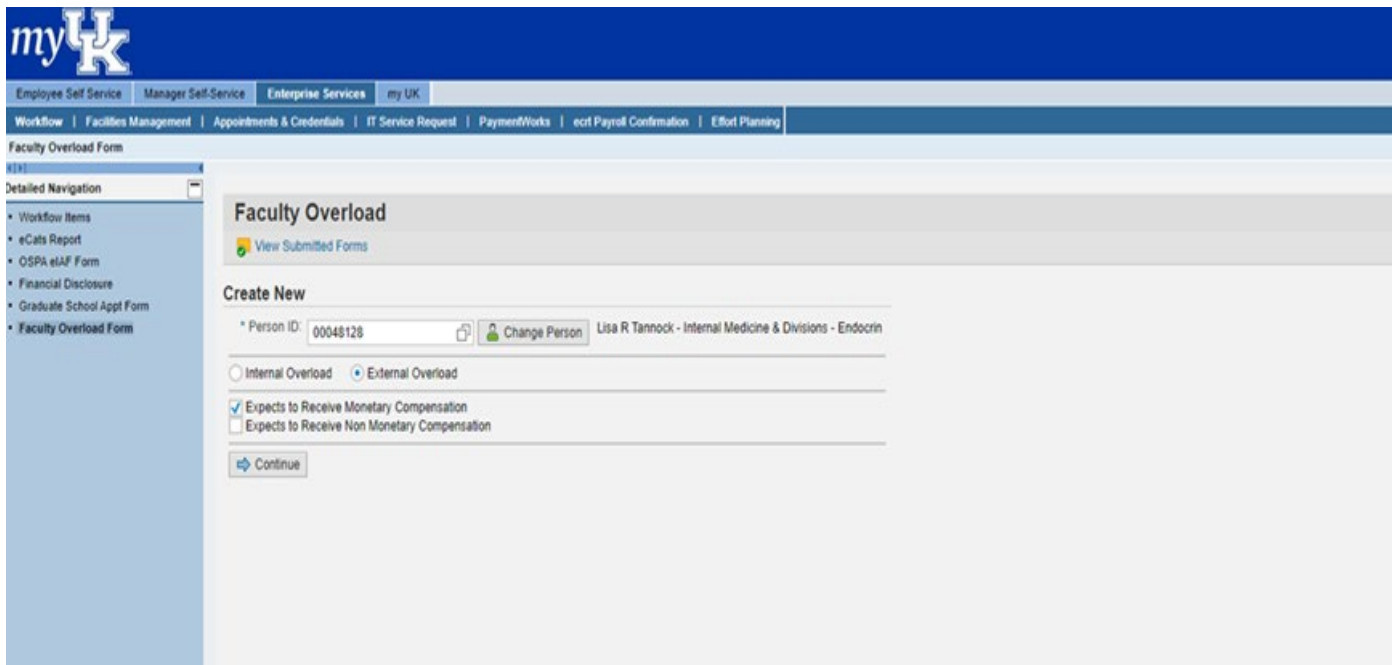 my UK
Employee Self Service Manager Self-Service Enterprise Services my UK
Workflow | Facilities Management | Appointments & Credentials | IT Service Request | PaymentWorks | ecrt Payroll Confirmation | Effort Planning
Faculty Overload Form
Detailed Navigation
• Workflow Items
• eCats Report
• OSPA eIAF Form
• Financial Disclosure
• Graduate School Appt Form
• Faculty Overload Form
Faculty Overload
View Submitted Forms
Create New
* Person ID: 00048128 Change Person Lisa R Tannock - Internal Medicine & Divisions - Endocrin
Internal Overload External Overload
Expects to Receive Monetary Compensation
Expects to Receive Non Monetary Compensation
Continue